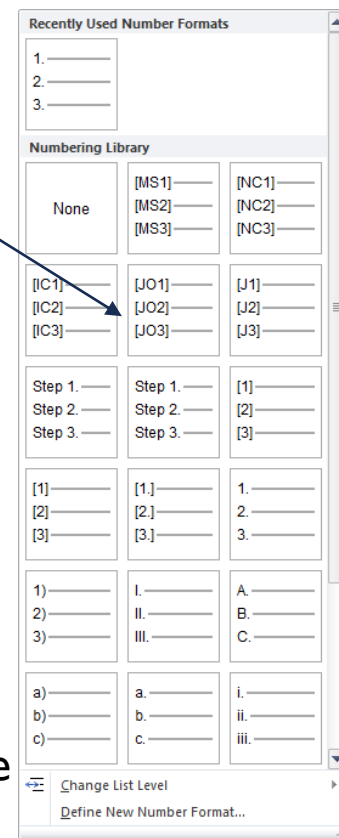 Recently Used Number Formats
1.
2.
3.
Numbering Library
None
[MS1]
[MS2]
[MS3]
[NC1]
[NC2]
[NC3]
[IC1]
[IC2]
[IC3]
[JO1]
[JO2]
[JO3]
[J1]
[J2]
[J3]
Step 1.
Step 2.
Step 3.
Step 1.
Step 2.
Step 3.
[1]
[2]
[3]
[1]
[2]
[3]
[1.]
[2.]
[3.]
1.
2.
3.
1)
2)
3)
I.
II.
III.
A.
B.
C.
a)
b)
c)
a.
b.
c.
i.
ii.
iii.
e
Change List Level
Define New Number Format...